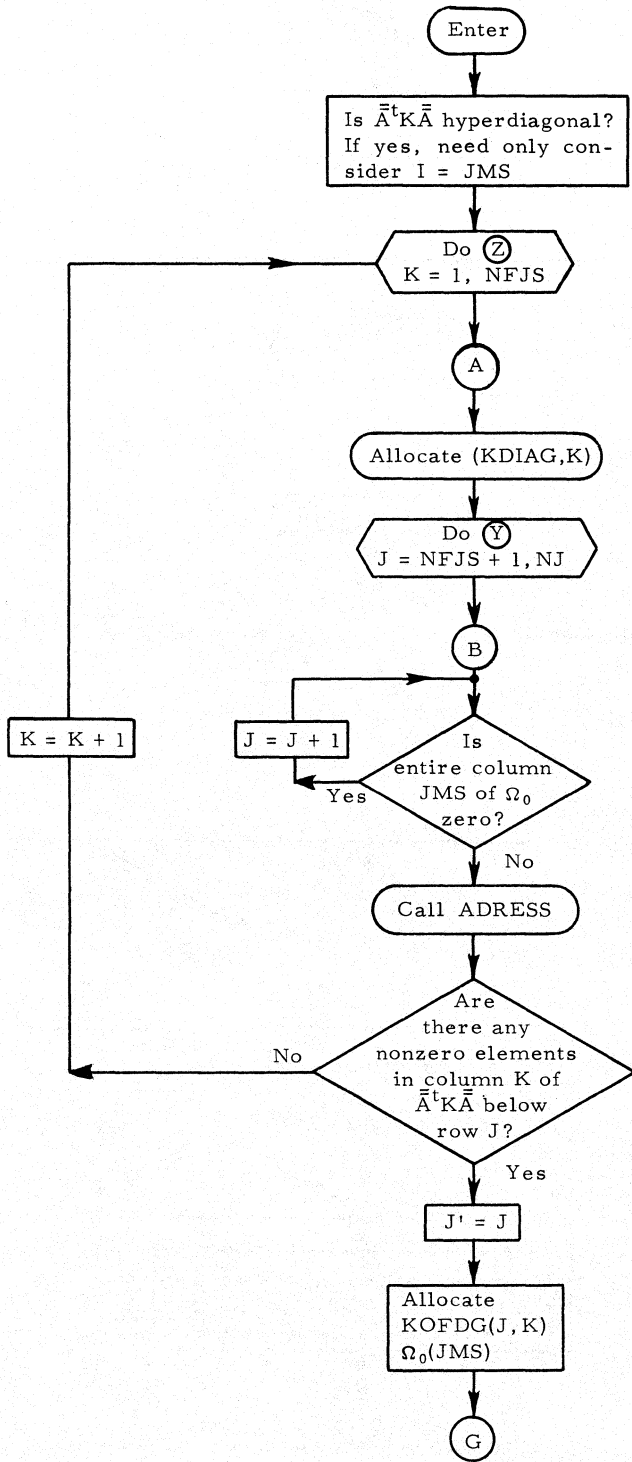 Enter
Is A̿ᵗKA̿ hyperdiagonal?
If yes, need only con-
sider I = JMS
Do Ⓩ
K = 1, NFJS
A
Allocate (KDIAG,K)
Do Ⓨ
J = NFJS + 1, NJ
B
K = K + 1
J = J + 1
Is
entire column
JMS of Ω₀
zero?
Yes
No
Call ADRESS
Are
there any
nonzero elements
in column K of
A̿ᵗKA̿ below
row J?
No
Yes
J' = J
Allocate
KOFDG(J, K)
Ω₀(JMS)
G